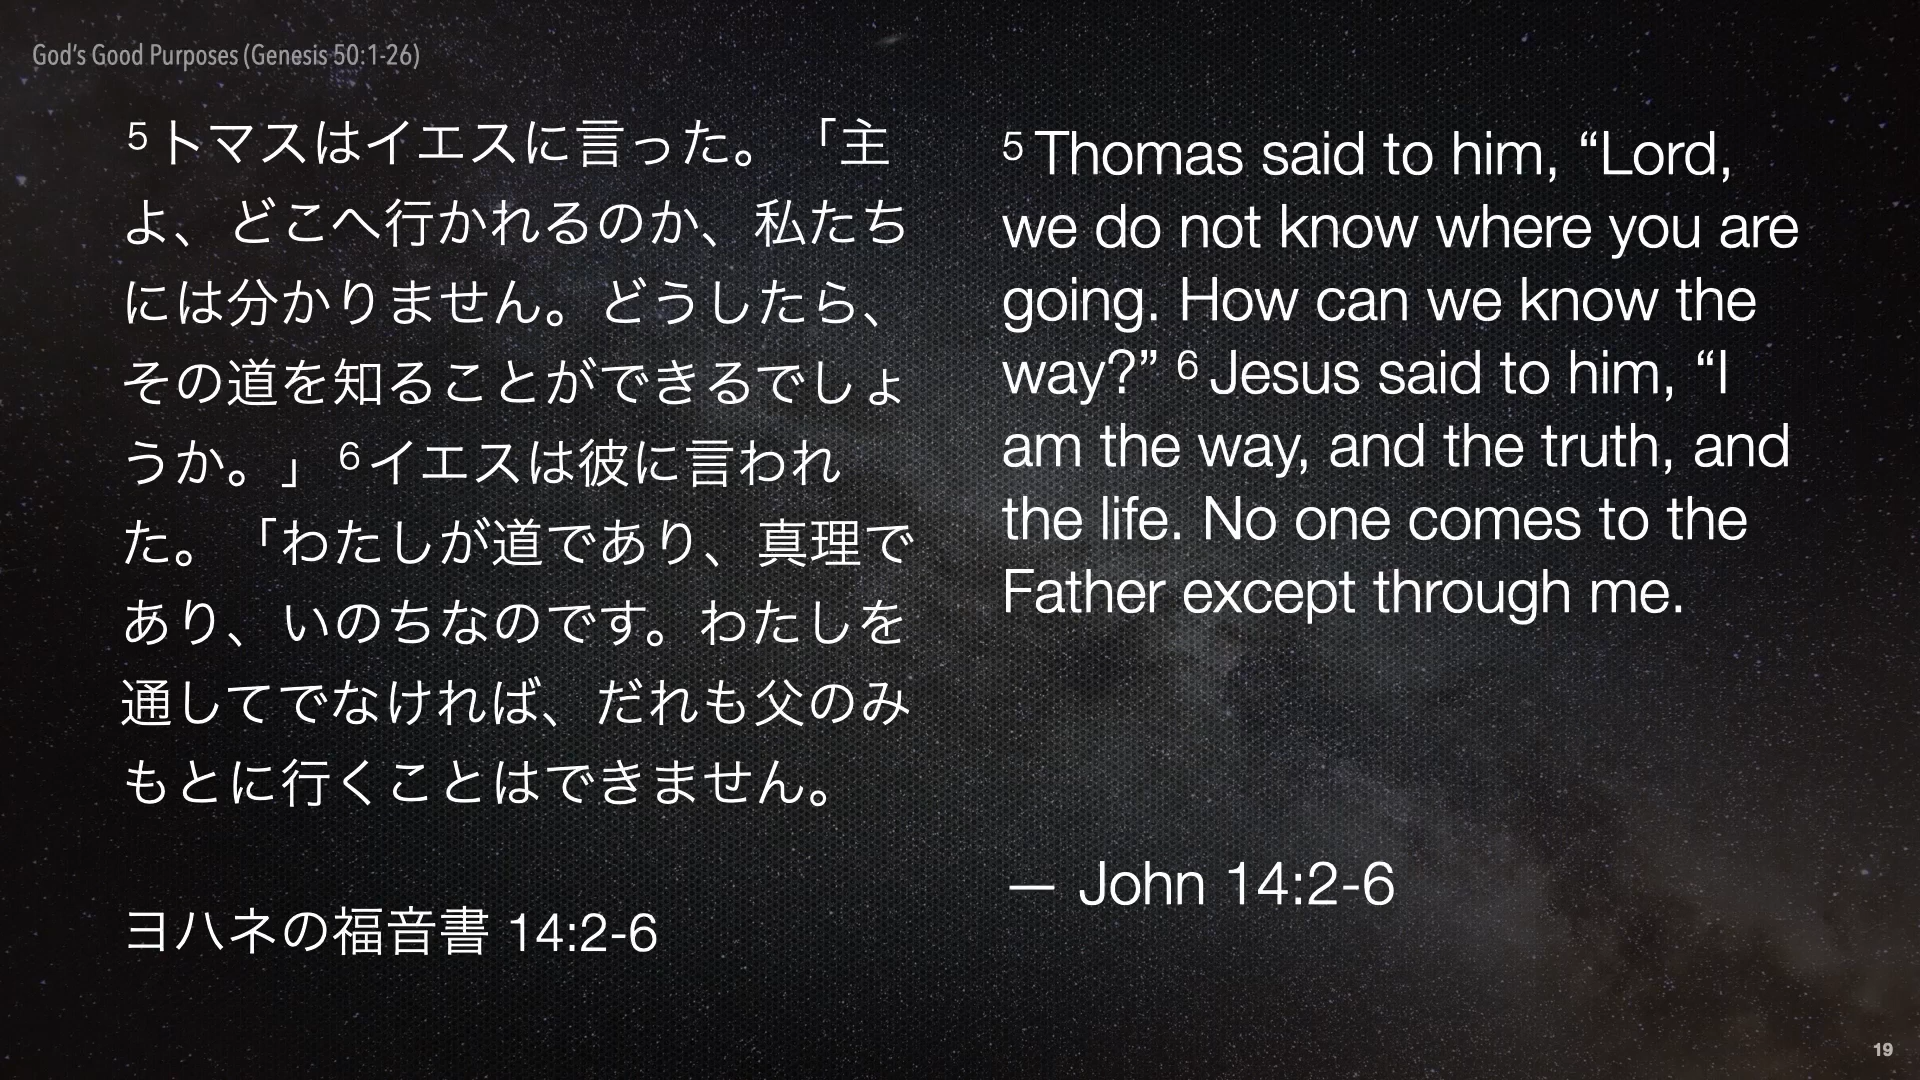 God’s Good Purposes (Genesis 50:1-26)
5 トマスはイエスに言った。「主
よ、どこへ行かれるのか、私たち
には分かりません。どうしたら、
その道を知ることができるでしょ
うか。」 6 イエスは彼に言われ
た。「わたしが道であり、真理で
あり、いのちなのです。わたしを
通してでなければ、だれも父のみ
もとに行くことはできません。
ヨハネの福音書 14:2-6
5 Thomas said to him, “Lord,
we do not know where you are
going. How can we know the
way?” 6 Jesus said to him, “I
am the way, and the truth, and
the life. No one comes to the
Father except through me.
— John 14:2-6
19